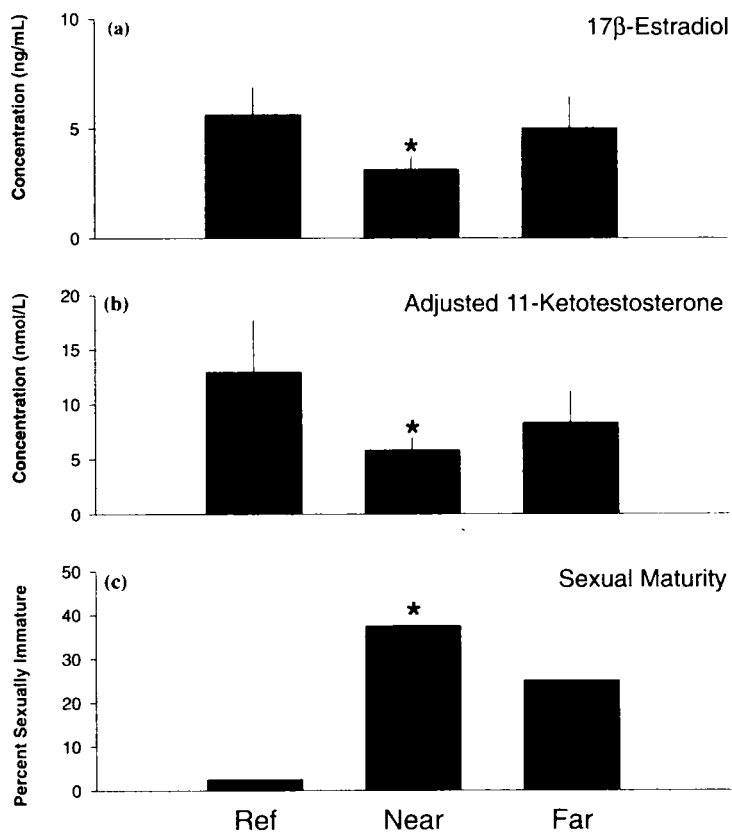 (a)
17β-Estradiol
Concentration (ng/mL)
10
5
0
★
(b)
Adjusted 11-Ketotestosterone
Concentration (nmol/L)
20
15
10
5
0
★
(c)
Sexual Maturity
Percent Sexually Immature
50
40
30
20
10
0
★
Ref Near Far